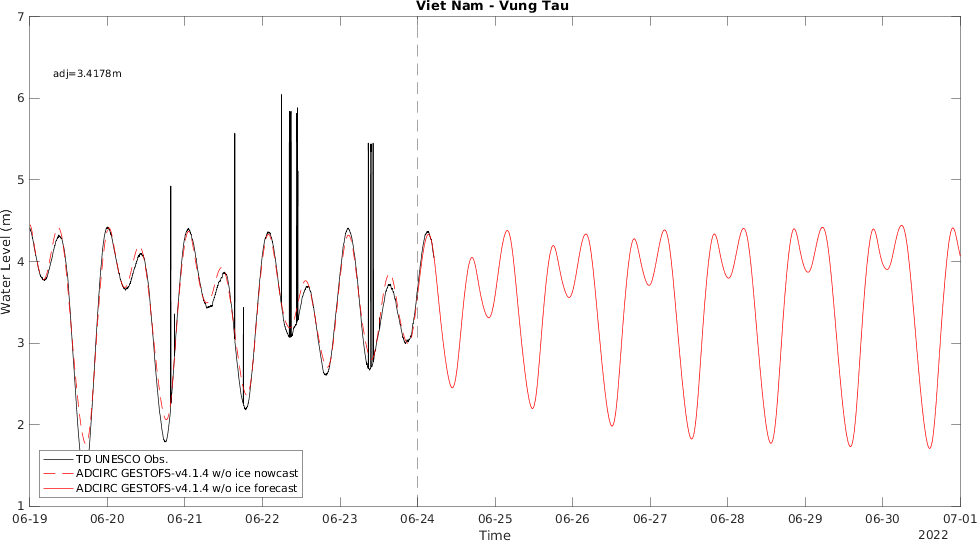 Viet Nam - Vung Tau
7
adj=3.4178m
6
5
4
3
2
1
Water Level (m)
TD UNESCO Obs.
ADCIRC GESTOFS-v4.1.4 w/o ice nowcast
ADCIRC GESTOFS-v4.1.4 w/o ice forecast
06-19 06-20 06-21 06-22 06-23 06-24 06-25 06-26 06-27 06-28 06-29 06-30 07-01
Time
2022